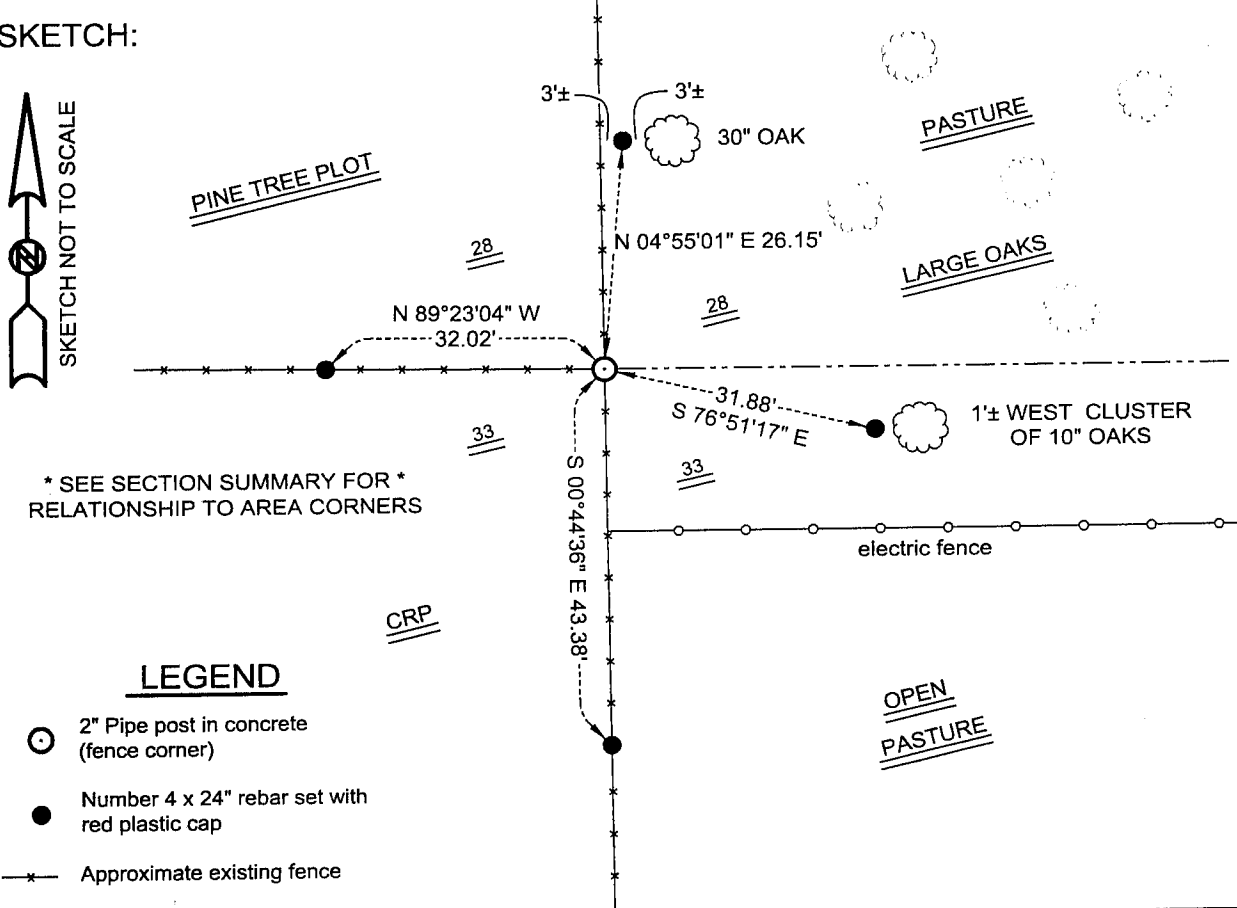 SKETCH:
N
SKETCH NOT TO SCALE
3'±
3'±
30" OAK
PASTURE
PINE TREE PLOT
N 04°55'01" E 26.15'
28
LARGE OAKS
28
N 89°23'04" W
32.02'
31.88'
S 76°51'17" E
1'± WEST CLUSTER
OF 10" OAKS
33
33
* SEE SECTION SUMMARY FOR *
RELATIONSHIP TO AREA CORNERS
S 00°44'36" E 43.38'
electric fence
CRP
OPEN
PASTURE
LEGEND
2" Pipe post in concrete
(fence corner)
Number 4 x 24" rebar set with
red plastic cap
Approximate existing fence